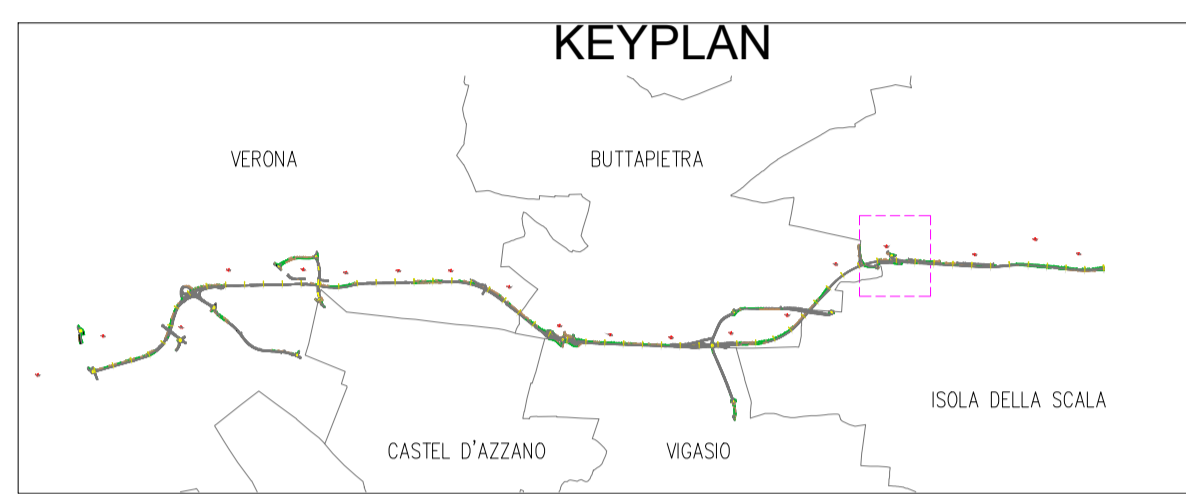 KEYPLAN
VERONA
BUTTAPIETRA
ISOLA DELLA SCALA
CASTEL D'AZZANO
VIGASIO